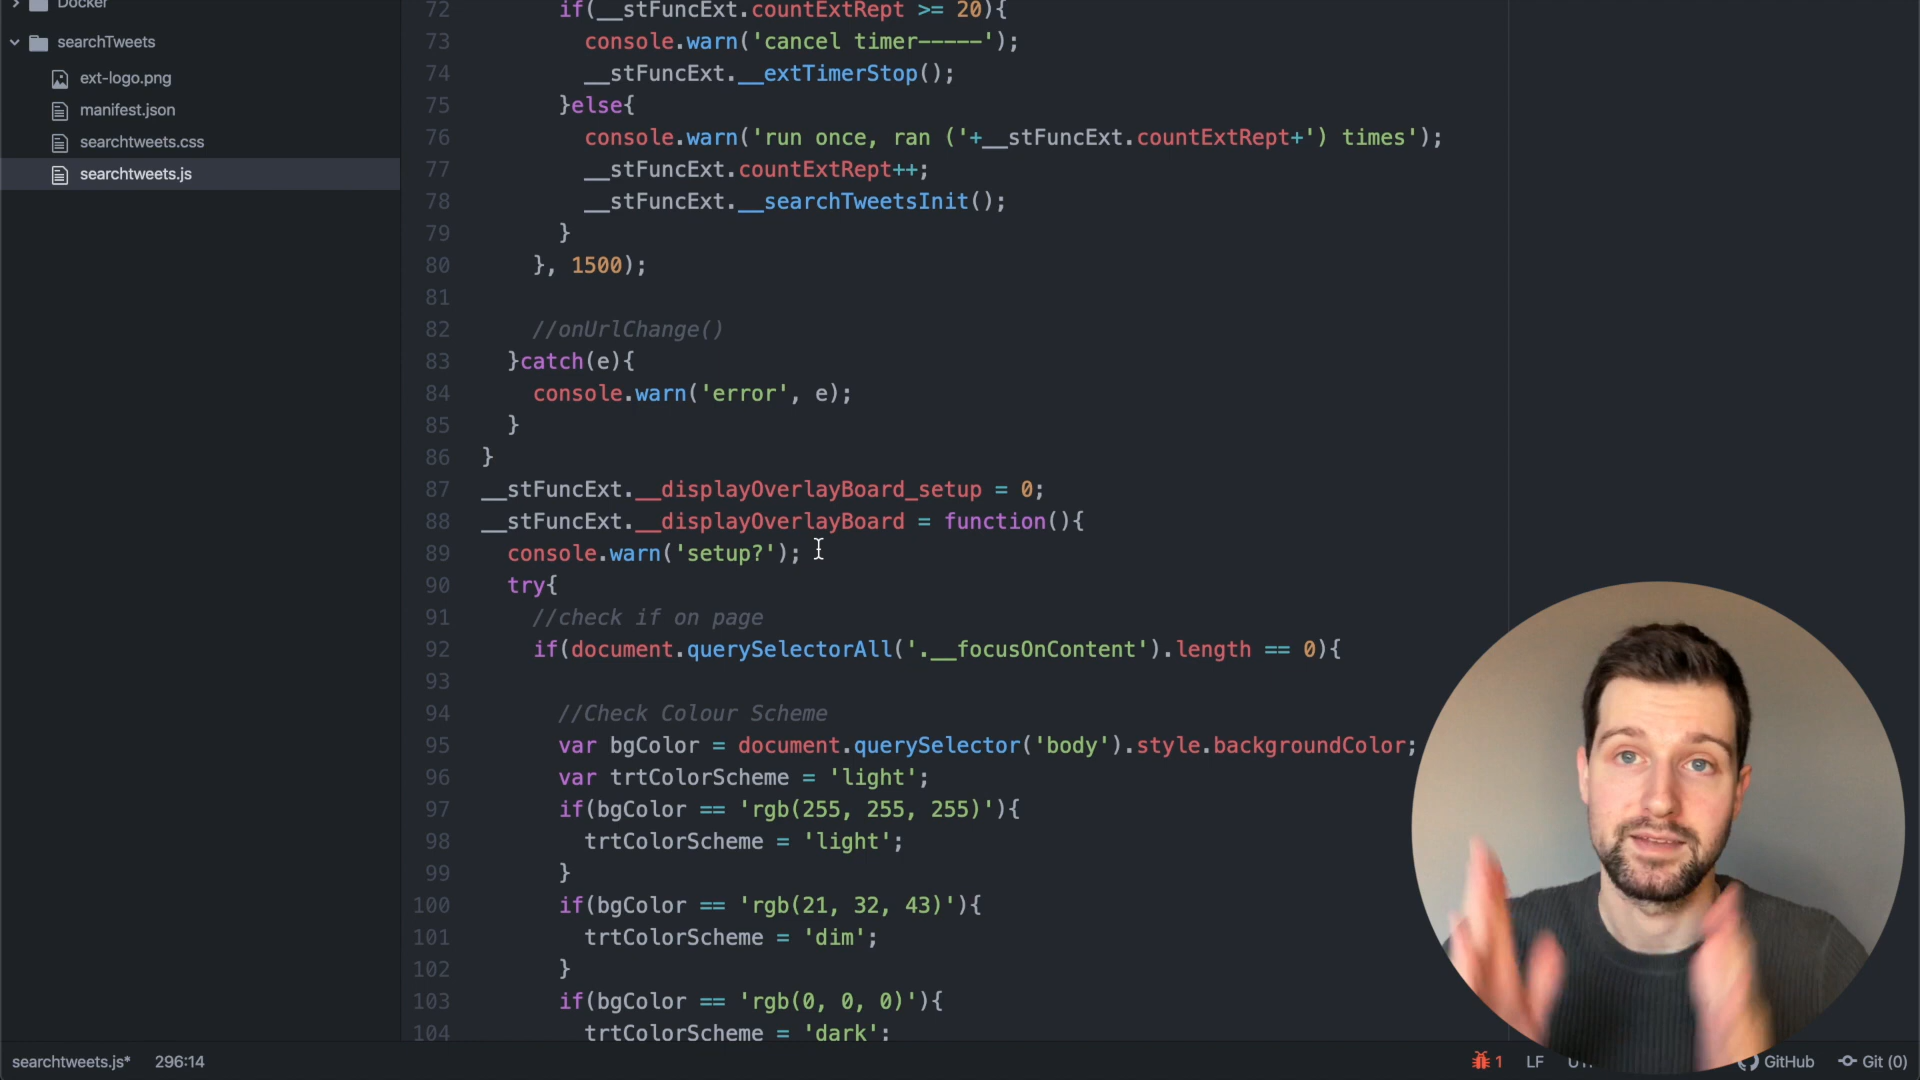 Docker
searchTweets
ext-logo.png
manifest.json
searchtweets.css
searchtweets.js
72 if(__stFuncExt.countExtRept >= 20){
73 console.warn('cancel timer-----');
74 __stFuncExt.__extTimerStop();
75 }else{
76 console.warn('run once, ran ('+__stFuncExt.countExtRept+') times');
77 __stFuncExt.countExtRept++;
78 __stFuncExt.__searchTweetsInit();
79 }
80 }, 1500);
81
82 //onUrlChange()
83 }catch(e){
84 console.warn('error', e);
85 }
86 }
87 __stFuncExt.__displayOverlayBoard_setup = 0;
88 __stFuncExt.__displayOverlayBoard = function(){
89 console.warn('setup?');
90 try{
91 //check if on page
92 if(document.querySelectorAll('.__focusOnContent').length == 0){
93
94 //Check Colour Scheme
95 var bgColor = document.querySelector('body').style.backgroundColor;
96 var trtColorScheme = 'light';
97 if(bgColor == 'rgb(255, 255, 255)'){
98 trtColorScheme = 'light';
99 }
100 if(bgColor == 'rgb(21, 32, 43)'){
101 trtColorScheme = 'dim';
102 }
103 if(bgColor == 'rgb(0, 0, 0)'){
104 trtColorScheme = 'dark';
searchtweets.js* 296:14 1 LF GitHub Git (0)